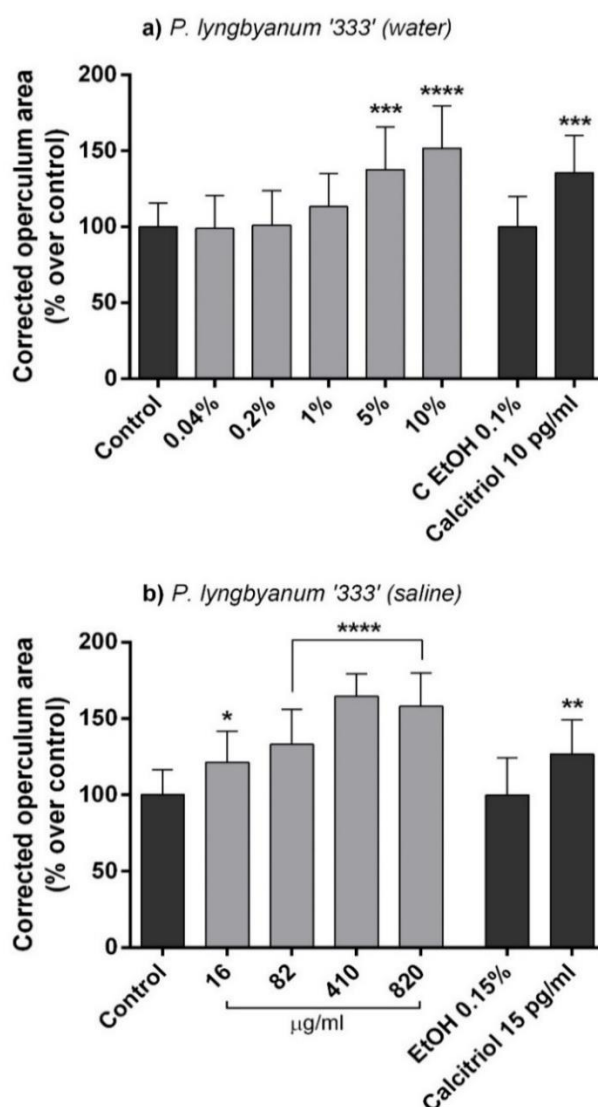 a) P. lyngbyanum '333' (water)
Corrected operculum area
(% over control)
200
150
100
50
0
***
****
***
Control
0.04%
0.2%
1%
5%
10%
C EtOH 0.1%
Calcitriol 10 pg/ml
b) P. lyngbyanum '333' (saline)
Corrected operculum area
(% over control)
200
150
100
50
0
*
****
**
Control
16
82
410
820
μg/ml
EtOH 0.15%
Calcitriol 15 pg/ml